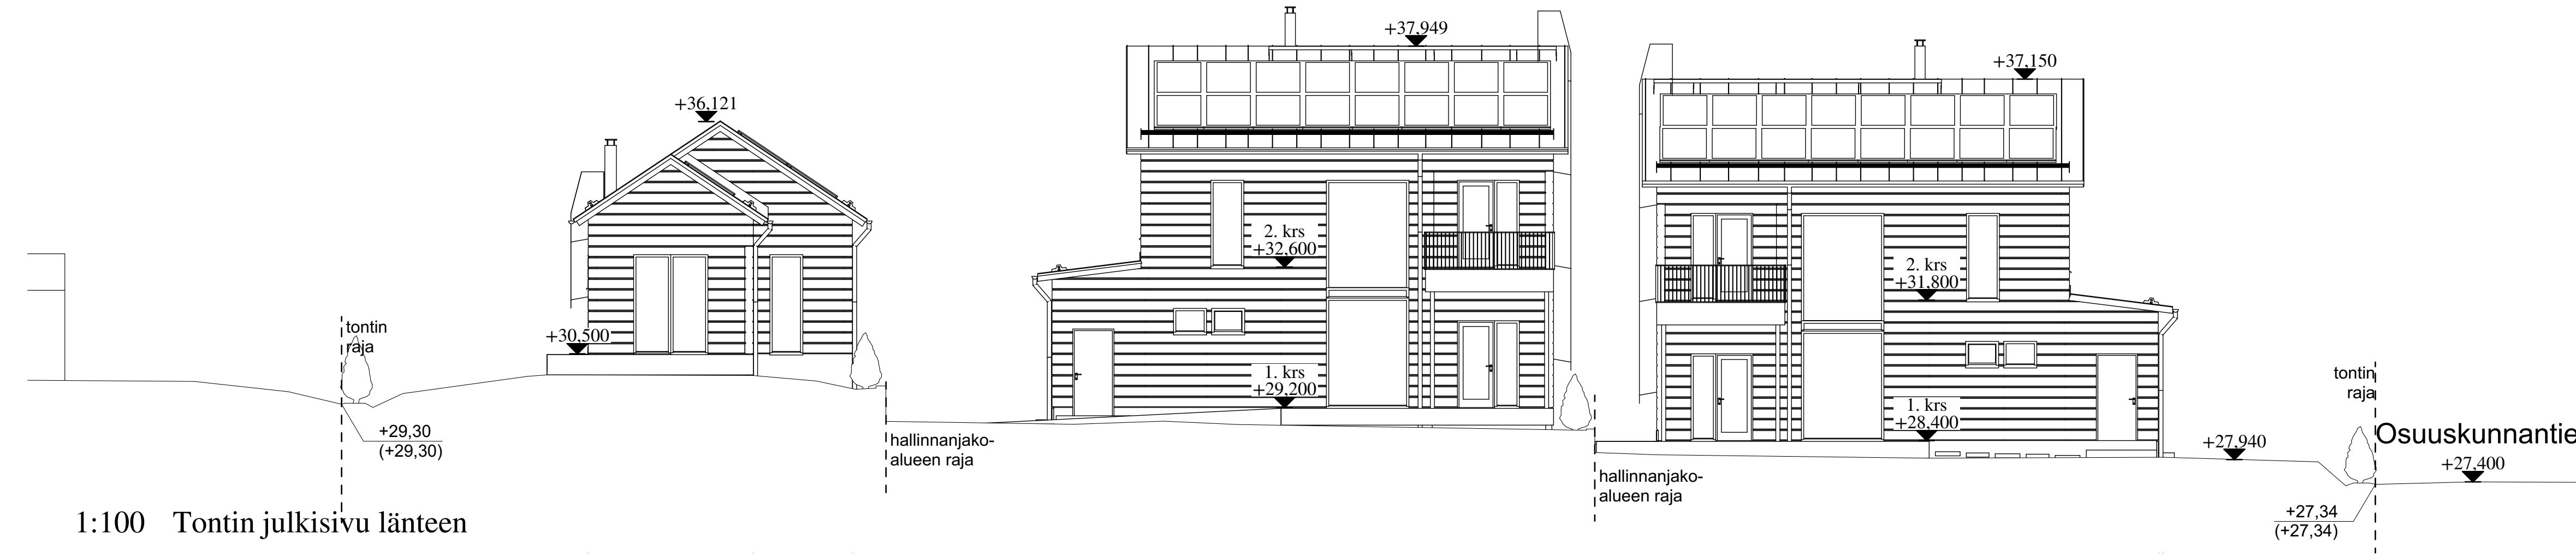 +36,121
+30,500
tontin
raja
+29,30
(+29,30)
hallinnanjako-
alueen raja
+37,949
2. krs
+32,600
1. krs
+29,200
hallinnanjako-
alueen raja
+37,150
2. krs
+31,800
1. krs
+28,400
+27,940
tontin
raja
Osuuskunnantie
+27,400
+27,34
(+27,34)
1:100 Tontin julkisivu länteen